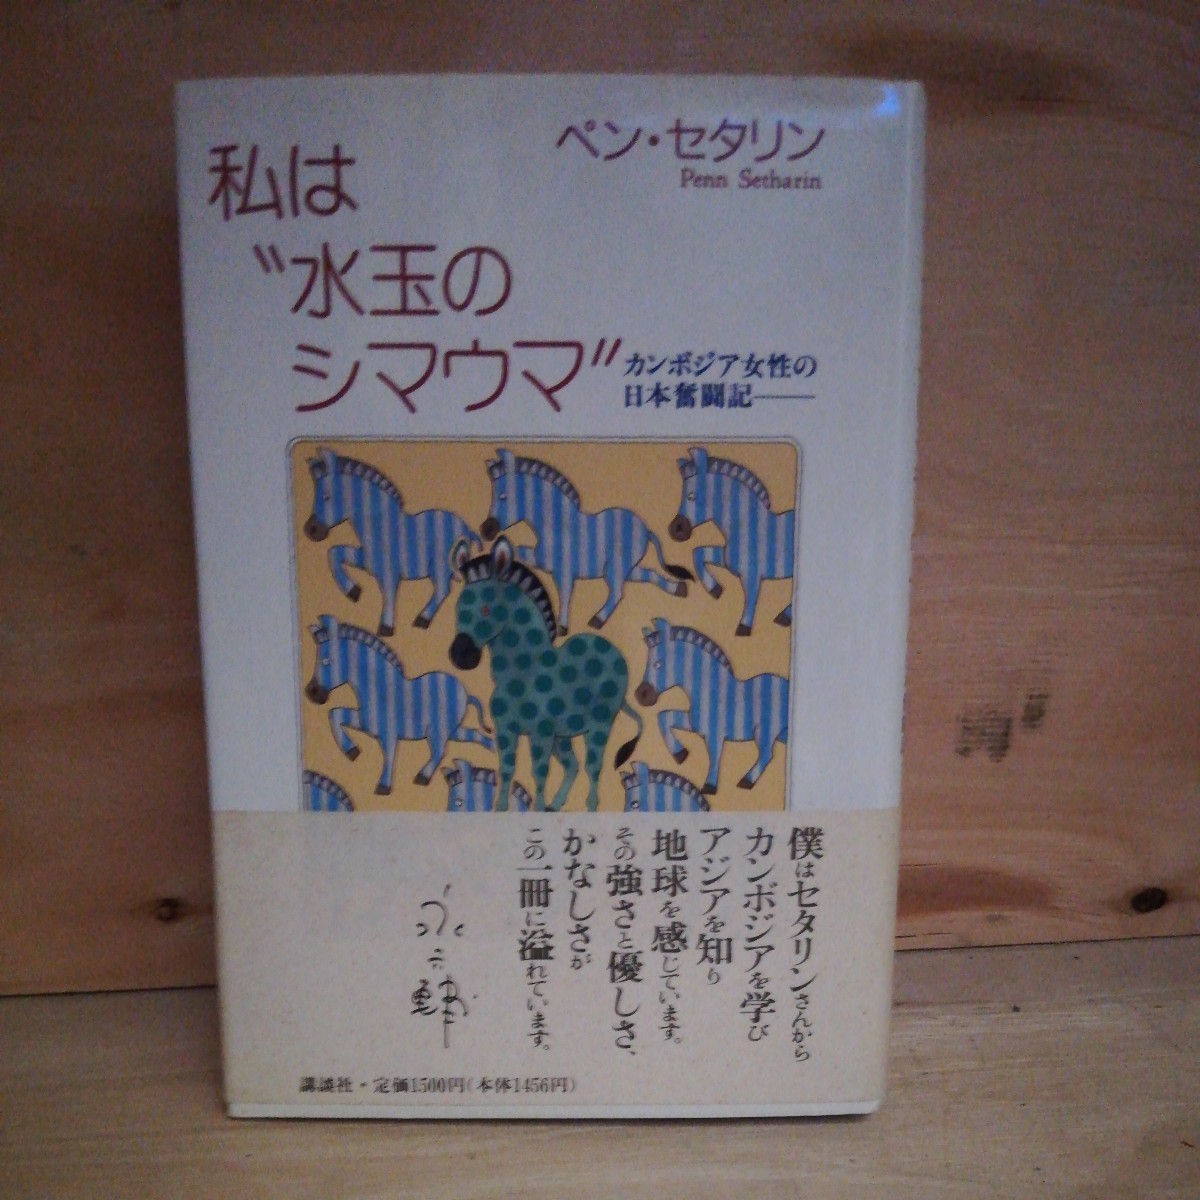 ペン・セタリン
Penn Setharin
私は
〝水玉の
シマウマ〟
カンボジア女性の
日本奮闘記――
僕はセタリンさんから
カンボジアを学び
アジアを知り
地球を感じています。
その強さと優しさ、
かなしさが
この一冊に溢れています。
永六輔
講談社・定価1500円(本体1456円)